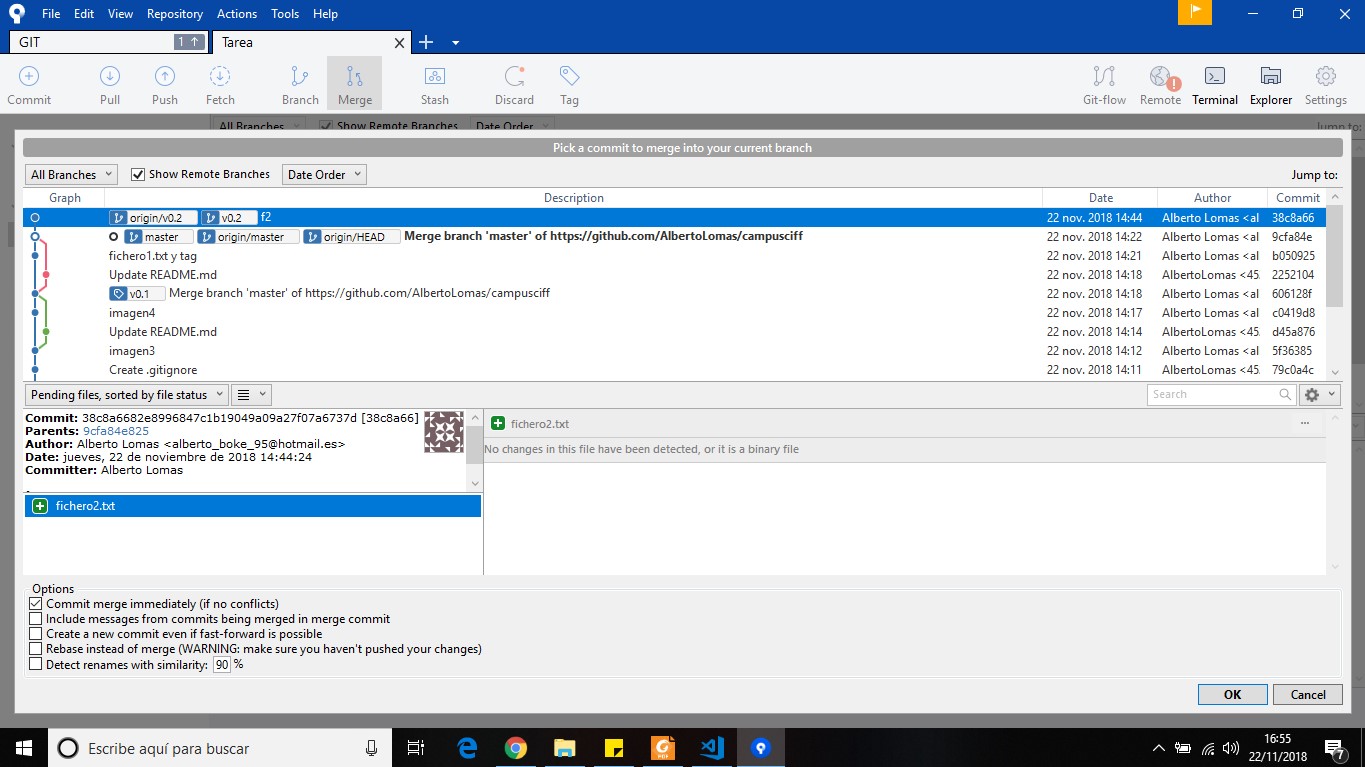 File Edit View Repository Actions Tools Help
GIT 1 ↑ Tarea
Commit Pull Push Fetch Branch Merge Stash Discard Tag Git-flow Remote Terminal Explorer Settings
All Branches Show Remote Branches Date Order Jump to:
Pick a commit to merge into your current branch
All Branches Show Remote Branches Date Order Jump to:
Graph Description Date Author Commit
origin/v0.2 v0.2 f2 22 nov. 2018 14:44 Alberto Lomas <al 38c8a66
master origin/master origin/HEAD Merge branch 'master' of https://github.com/AlbertoLomas/campusciff 22 nov. 2018 14:22 Alberto Lomas <al 9cfa84e
fichero1.txt y tag 22 nov. 2018 14:21 Alberto Lomas <al b050925
Update README.md 22 nov. 2018 14:18 AlbertoLomas <45. 2252104
v0.1 Merge branch 'master' of https://github.com/AlbertoLomas/campusciff 22 nov. 2018 14:18 Alberto Lomas <al 606128f
imagen4 22 nov. 2018 14:17 Alberto Lomas <al c0419d8
Update README.md 22 nov. 2018 14:14 AlbertoLomas <45. d45a876
imagen3 22 nov. 2018 14:12 Alberto Lomas <al 5f36385
Create .gitignore 22 nov. 2018 14:11 AlbertoLomas <45. 79c0a4c
Pending files, sorted by file status Search
Commit: 38c8a6682e8996847c1b19049a09a27f07a6737d [38c8a66]
Parents: 9cfa84e825
Author: Alberto Lomas <alberto_boke_95@hotmail.es>
Date: jueves, 22 de noviembre de 2018 14:44:24
Committer: Alberto Lomas
fichero2.txt
fichero2.txt ...
No changes in this file have been detected, or it is a binary file
Options
Commit merge immediately (if no conflicts)
Include messages from commits being merged in merge commit
Create a new commit even if fast-forward is possible
Rebase instead of merge (WARNING: make sure you haven't pushed your changes)
Detect renames with similarity: 90 %
OK Cancel
Escribe aquí para buscar
16:55
22/11/2018
7